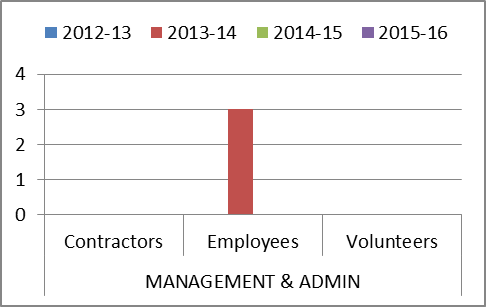 2012-13 2013-14 2014-15 2015-16
4
3
2
1
0
Contractors Employees Volunteers
MANAGEMENT & ADMIN